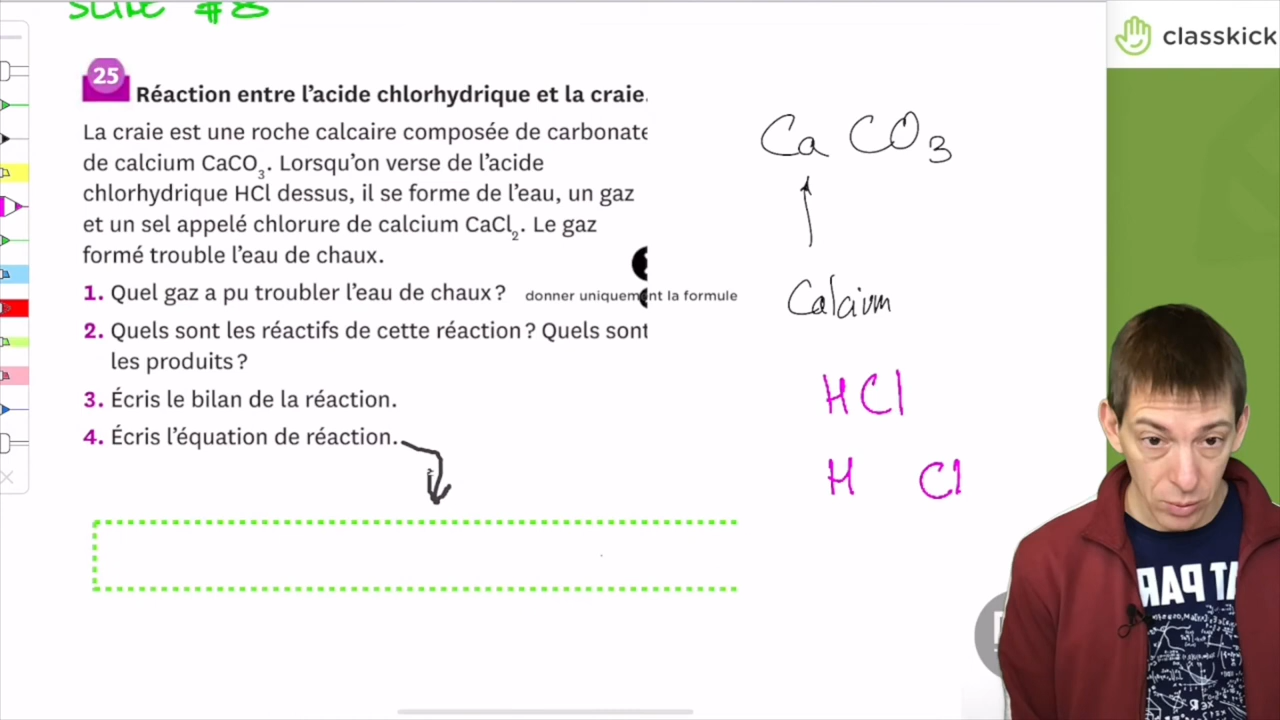 SLIDE #8
classkick
25
Réaction entre l'acide chlorhydrique et la craie.
La craie est une roche calcaire composée de carbonate
de calcium CaCO3. Lorsqu'on verse de l'acide
chlorhydrique HCl dessus, il se forme de l'eau, un gaz
et un sel appelé chlorure de calcium CaCl2. Le gaz
formé trouble l'eau de chaux.
1. Quel gaz a pu troubler l'eau de chaux ? donner uniquement la formule
2. Quels sont les réactifs de cette réaction ? Quels sont
les produits ?
3. Écris le bilan de la réaction.
4. Écris l'équation de réaction.
Ca CO3
Calcium
HCl
H Cl
AT PAR